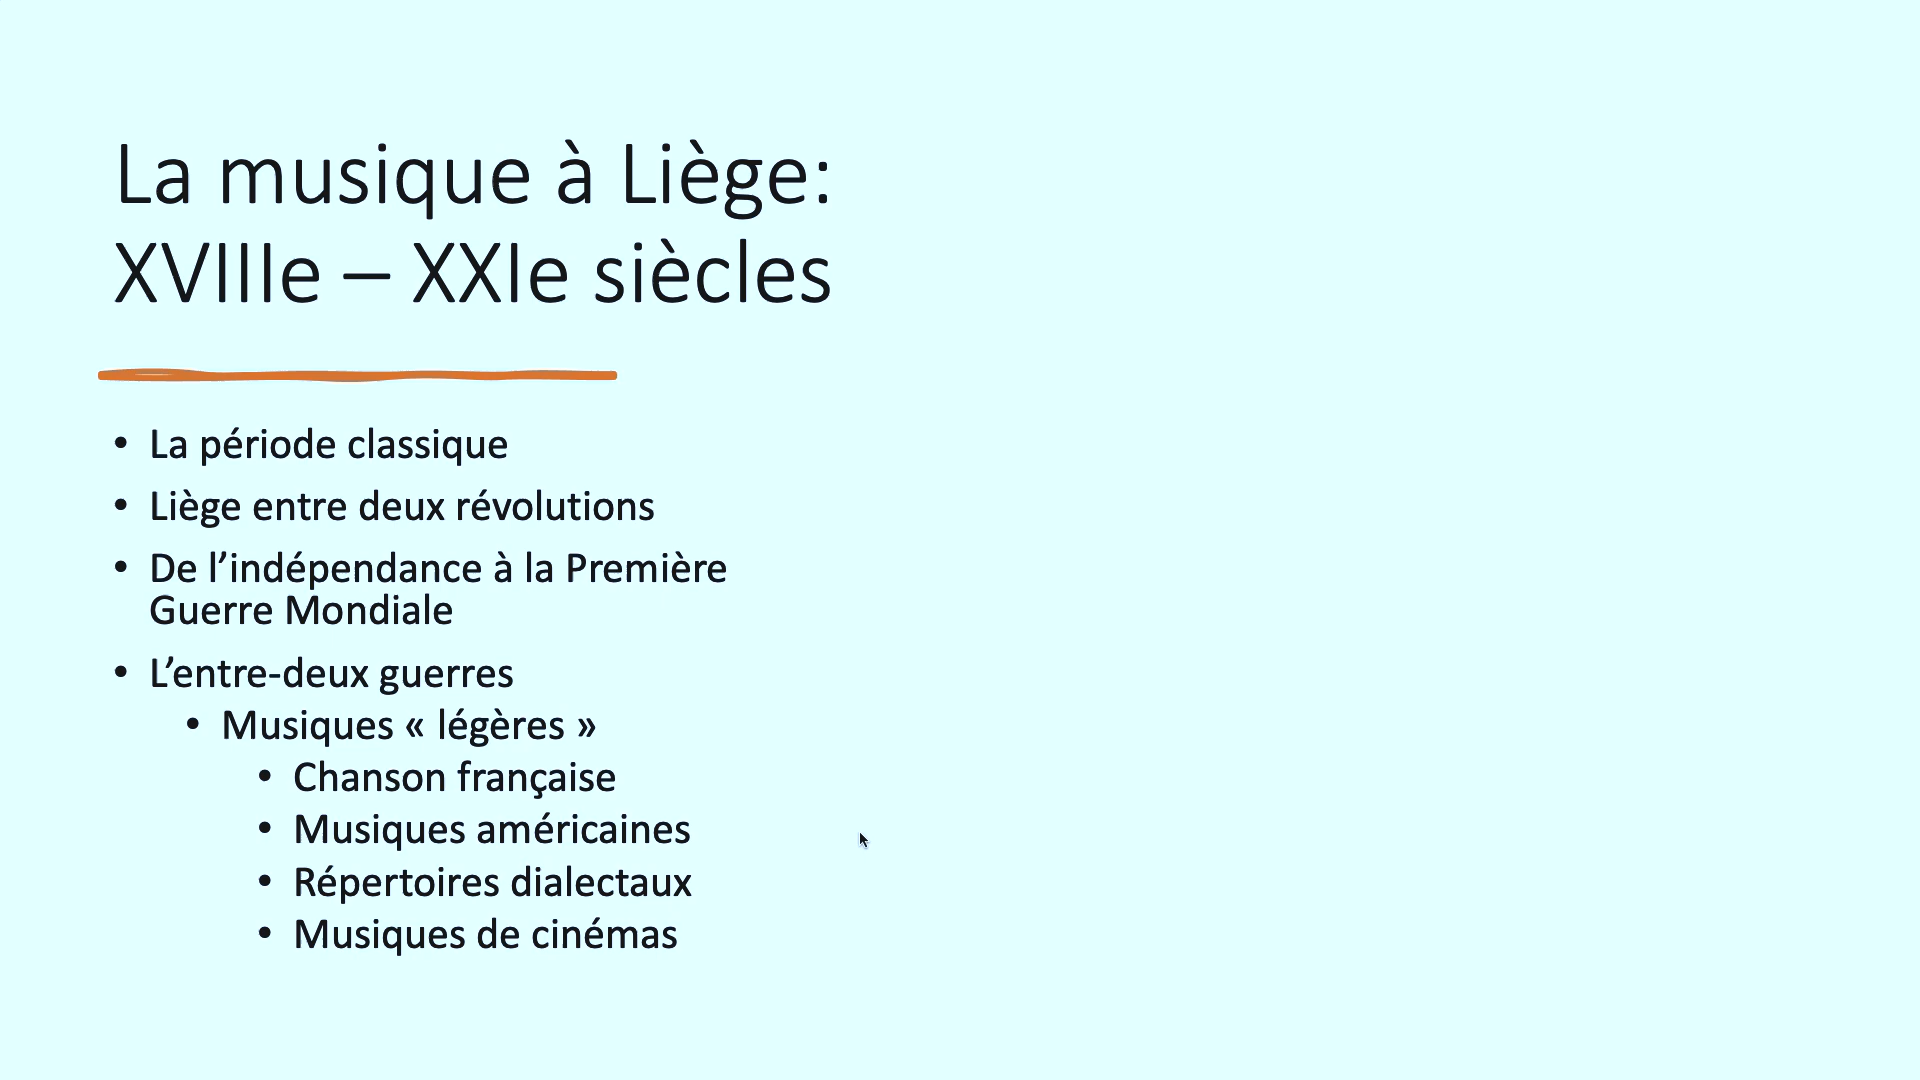 La musique à Liège:
XVIIIe – XXIe siècles
• La période classique
• Liège entre deux révolutions
• De l’indépendance à la Première
Guerre Mondiale
• L’entre-deux guerres
• Musiques « légères »
• Chanson française
• Musiques américaines
• Répertoires dialectaux
• Musiques de cinémas